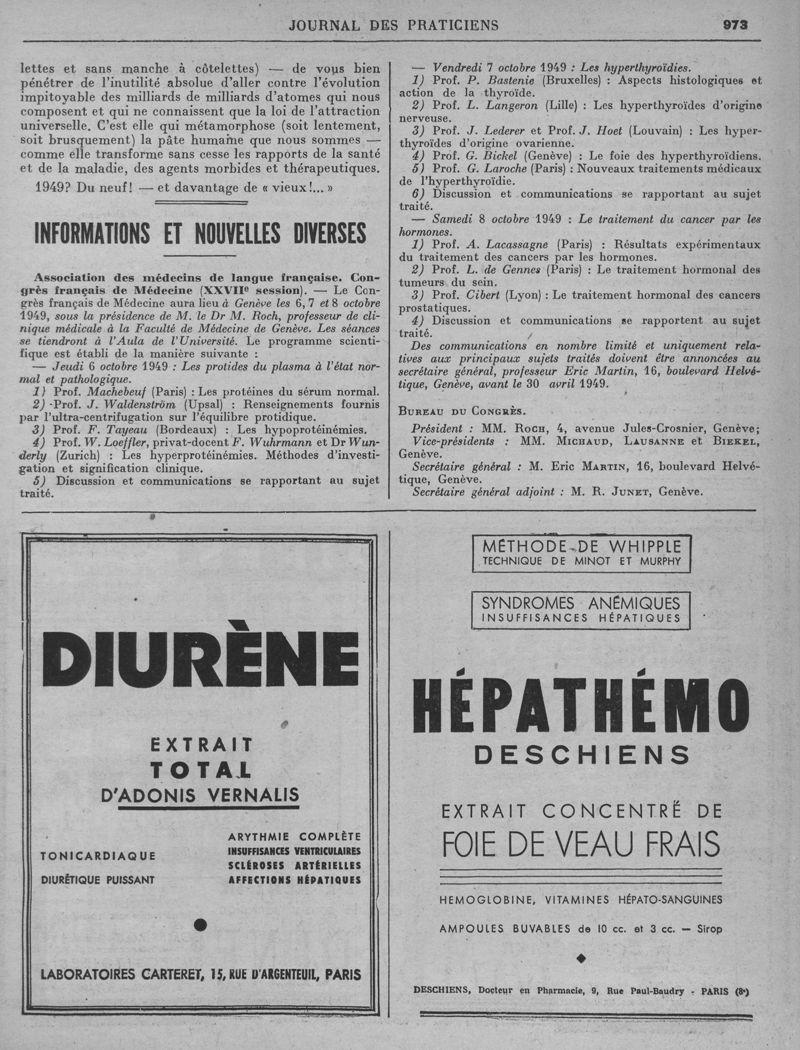 JOURNAL DES PRATICIENS 973
lettes et sans manche à côtelettes) — de vous bien
pénétrer de l'inutilité absolue d'aller contre l'évolution
impitoyable des milliards de milliards d'atomes qui nous
composent et qui ne connaissent que la loi de l'attraction
universelle. C'est elle qui métamorphose (soit lentement,
soit brusquement) la pâte humaine que nous sommes —
comme elle transforme sans cesse les rapports de la santé
et de la maladie, des agents morbides et thérapeutiques.
1949? Du neuf! — et davantage de « vieux!... »
INFORMATIONS ET NOUVELLES DIVERSES
Association des médecins de langue française. Con-
grès français de Médecine (XXVIIe session). — Le Con-
grès français de Médecine aura lieu à Genève les 6, 7 et 8 octobre
1949, sous la présidence de M. le Dr M. Roch, professeur de cli-
nique médicale à la Faculté de Médecine de Genève. Les séances
se tiendront à l'Aula de l'Université. Le programme scienti-
fique est établi de la manière suivante :
— Jeudi 6 octobre 1949 : Les protides du plasma à l'état nor-
mal et pathologique.
1) Prof. Machebeuf (Paris) : Les protéines du sérum normal.
2) Prof. J. Waldenström (Upsal) : Renseignements fournis
par l'ultra-centrifugation sur l'équilibre protidique.
3) Prof. F. Tayeau (Bordeaux) : Les hypoprotéinémies.
4) Prof. W. Loeffler, privat-docent F. Wuhrmann et Dr Wun-
derly (Zurich) : Les hyperprotéinémies. Méthodes d'investi-
gation et signification clinique.
5) Discussion et communications se rapportant au sujet
traité.
— Vendredi 7 octobre 1949 : Les hyperthyroïdies.
1) Prof. P. Bastenie (Bruxelles) : Aspects histologiques et
action de la thyroïde.
2) Prof. L. Langeron (Lille) : Les hyperthyroïdes d'origine
nerveuse.
3) Prof. J. Lederer et Prof. J. Hoet (Louvain) : Les hyper-
thyroïdes d'origine ovarienne.
4) Prof. G. Bickel (Genève) : Le foie des hyperthyroïdiens.
5) Prof. G. Laroche (Paris) : Nouveaux traitements médicaux
de l'hyperthyroïdie.
6) Discussion et communications se rapportant au sujet
traité.
— Samedi 8 octobre 1949 : Le traitement du cancer par les
hormones.
1) Prof. A. Lacassagne (Paris) : Résultats expérimentaux
du traitement des cancers par les hormones.
2) Prof. L. de Gennes (Paris) : Le traitement hormonal des
tumeurs du sein.
3) Prof. Cibert (Lyon) : Le traitement hormonal des cancers
prostatiques.
4) Discussion et communications se rapportent au sujet
traité.
Des communications en nombre limité et uniquement rela-
tives aux principaux sujets traités doivent être annoncées au
secrétaire général, professeur Eric Martin, 16, boulevard Helvé-
tique, Genève, avant le 30 avril 1949.
BUREAU DU CONGRÈS.
Président : MM. ROCH, 4, avenue Jules-Crosnier, Genève;
Vice-présidents : MM. MICHAUD, LAUSANNE et BIEKEL,
Genève.
Secrétaire général : M. Eric MARTIN, 16, boulevard Helvé-
tique, Genève.
Secrétaire général adjoint : M. R. JUNET, Genève.
DIURÈNE
EXTRAIT
TOTAL
D'ADONIS VERNALIS
TONICARDIAQUE
DIURÉTIQUE PUISSANT
ARYTHMIE COMPLÈTE
INSUFFISANCES VENTRICULAIRES
SCLÉROSES ARTÉRIELLES
AFFECTIONS HÉPATIQUES
LABORATOIRES CARTERET, 15, RUE D'ARGENTEUIL, PARIS
MÉTHODE DE WHIPPLE
TECHNIQUE DE MINOT ET MURPHY
SYNDROMES ANÉMIQUES
INSUFFISANCES HÉPATIQUES
HÉPATHÉMO
DESCHIENS
EXTRAIT CONCENTRÉ DE
FOIE DE VEAU FRAIS
HEMOGLOBINE, VITAMINES HÉPATO-SANGUINES
AMPOULES BUVABLES de 10 cc. et 3 cc. — Sirop
DESCHIENS, Docteur en Pharmacie, 9, Rue Paul-Baudry - PARIS (8e)